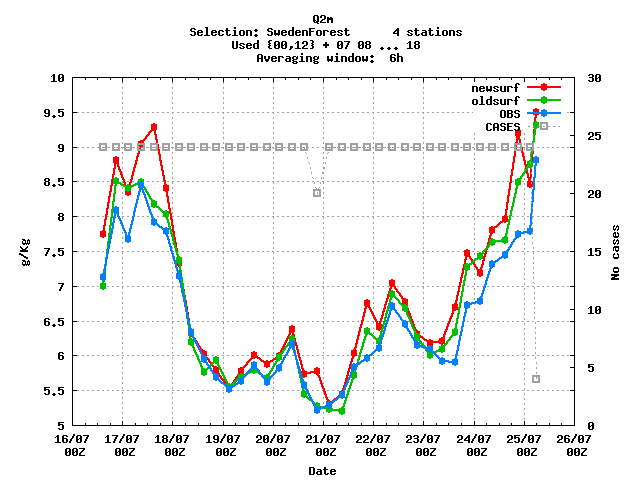 Q2m
Selection: SwedenForest 4 stations
Used {00,12} + 07 08 ... 18
Averaging window: 6h
newsurf
oldsurf
OBS
CASES
10
9.5
9
8.5
8
7.5
7
6.5
6
5.5
5
g/Kg
30
25
20
15
10
5
0
No cases
16/07 17/07 18/07 19/07 20/07 21/07 22/07 23/07 24/07 25/07 26/07
00Z 00Z 00Z 00Z 00Z 00Z 00Z 00Z 00Z 00Z 00Z
Date